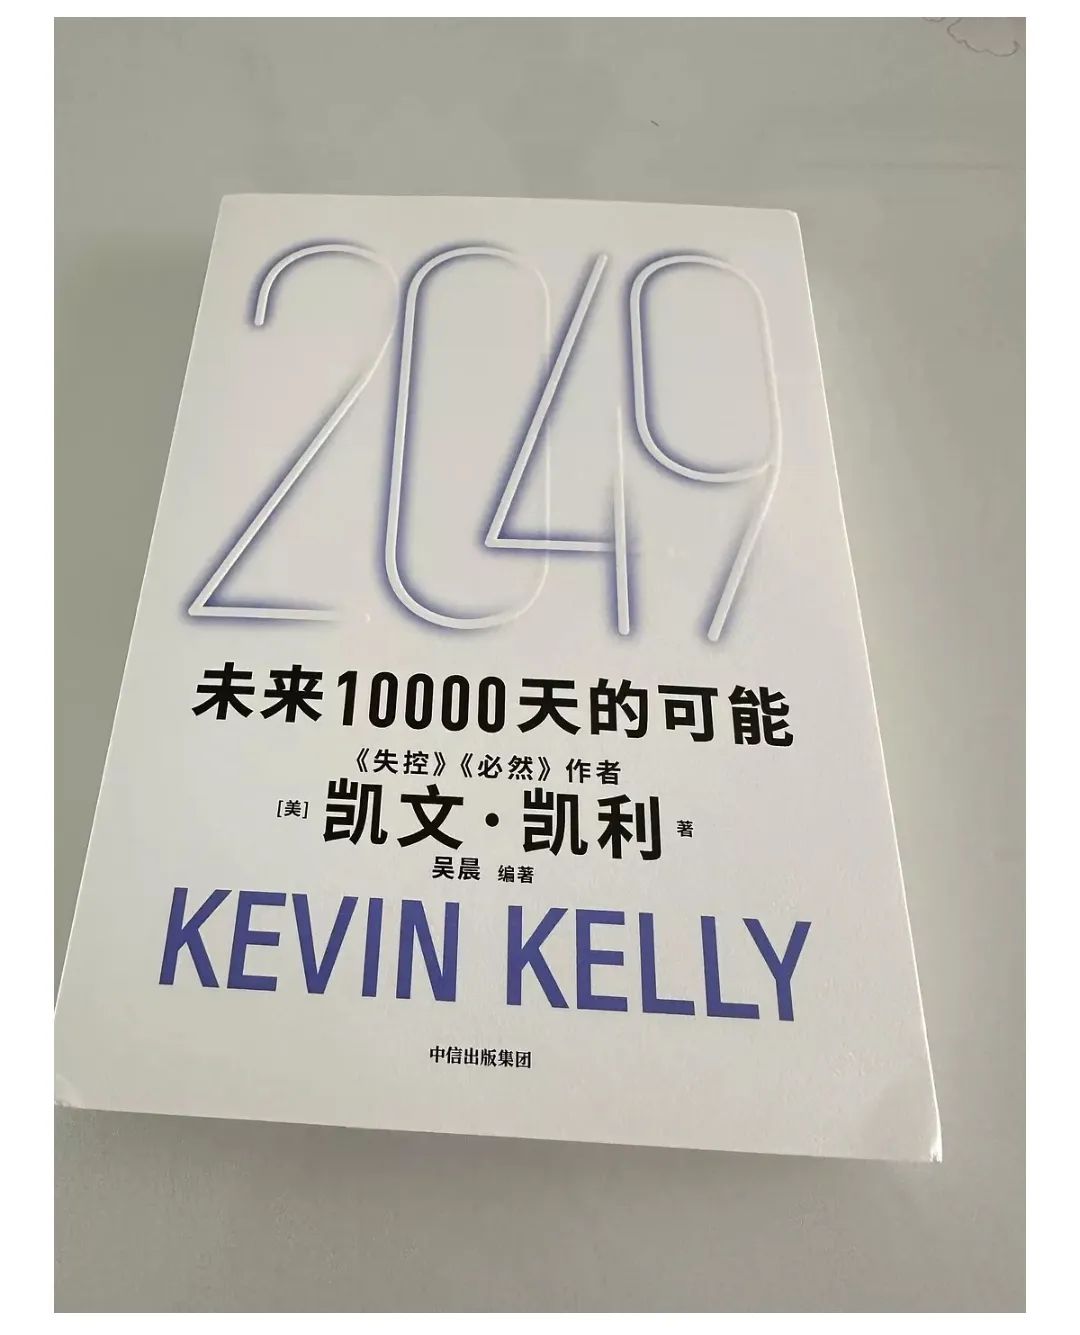 2049
未来10000天的可能
《失控》《必然》作者
[美] 凯文·凯利 著
吴晨 编著
KEVIN KELLY
中信出版集团